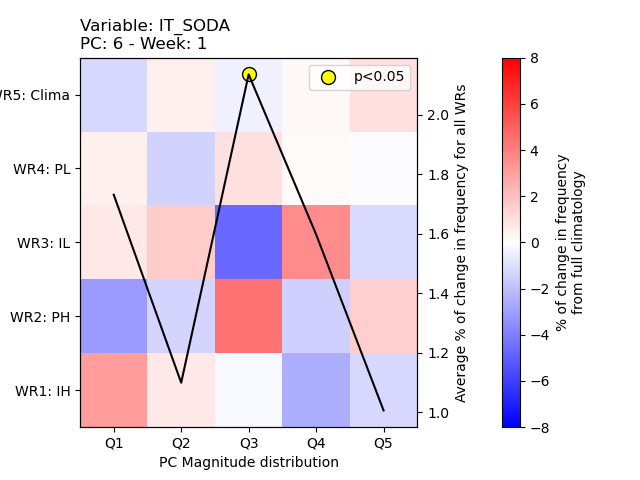 Variable: IT_SODA
PC: 6 - Week: 1
p<0.05
R5: Clima
WR4: PL
WR3: IL
WR2: PH
WR1: IH
Q1 Q2 Q3 Q4 Q5
PC Magnitude distribution
2.0
1.8
1.6
1.4
1.2
1.0
Average % of change in frequency for all WRs
8
6
4
2
0
−2
−4
−6
−8
% of change in frequency
from full climatology